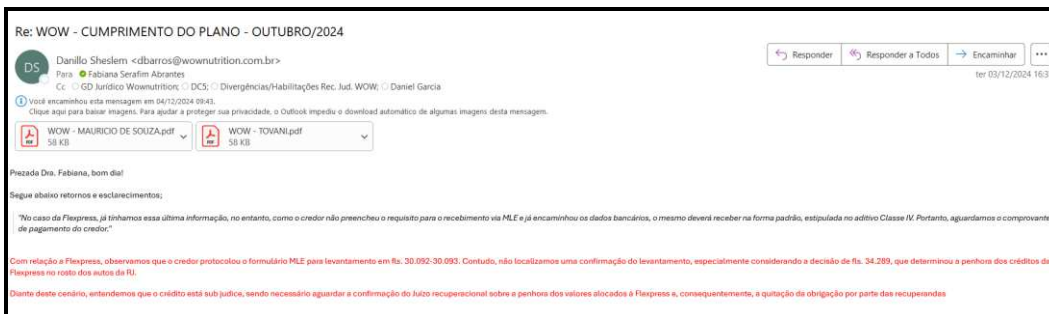 Re: WOW - CUMPRIMENTO DO PLANO - OUTUBRO/2024
DS
Danillo Sheslem <dbarros@wownutrition.com.br>
Para Fabiana Serafim Abrantes
Cc GD Jurídico Wownutrition; DC5; Divergências/Habilitações Rec. Jud. WOW; Daniel Garcia
Responder
Responder a Todos
Encaminhar
ter 03/12/2024 16:3
Você encaminhou esta mensagem em 04/12/2024 09:43.
Clique aqui para baixar imagens. Para ajudar a proteger sua privacidade, o Outlook impediu o download automático de algumas imagens desta mensagem.
WOW - MAURICIO DE SOUZA.pdf
58 KB
WOW - TOVANI.pdf
58 KB
Prezada Dra. Fabiana, bom dia!
Segue abaixo retornos e esclarecimentos;
"No caso da Flexpress, já tínhamos essa última informação, no entanto, como o credor não preencheu o requisito para o recebimento via MLE e já encaminhou os dados bancários, o mesmo deverá receber na forma padrão, estipulada no aditivo Classe IV. Portanto, aguardamos o comprovante
de pagamento do credor."
Com relação a Flexpress, observamos que o credor protocolou o formulário MLE para levantamento em fls. 30.092-30.093. Contudo, não localizamos uma confirmação do levantamento, especialmente considerando a decisão de fls. 34.289, que determinou a penhora dos créditos da
Flexpress no rosto dos autos da RJ.
Diante deste cenário, entendemos que o crédito está sub judice, sendo necessário aguardar a confirmação do Juízo recuperacional sobre a penhora dos valores alocados à Flexpress e, consequentemente, a quitação da obrigação por parte das recuperandas